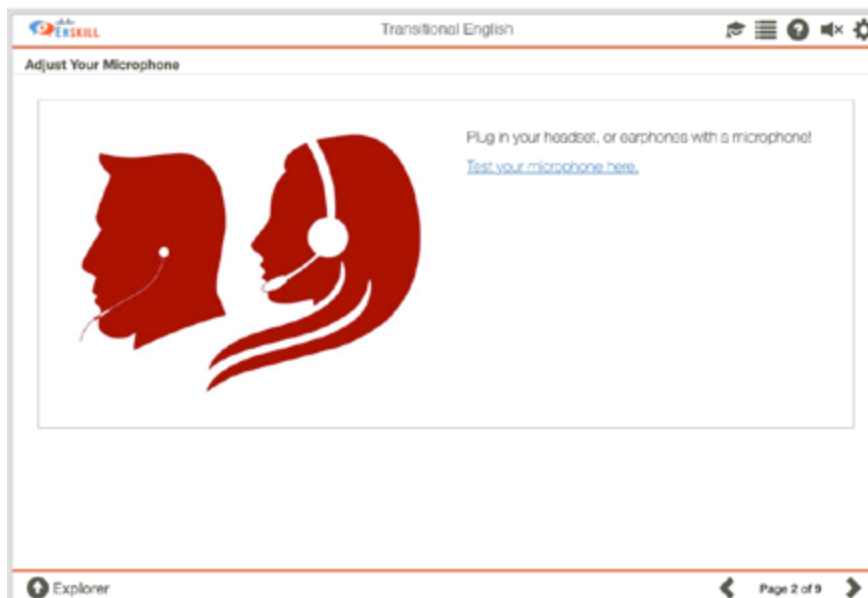 ENSKILL
Transitional English
Adjust Your Microphone
Plug in your headset, or earphones with a microphone!
Test your microphone here.
Explorer
Page 2 of 9